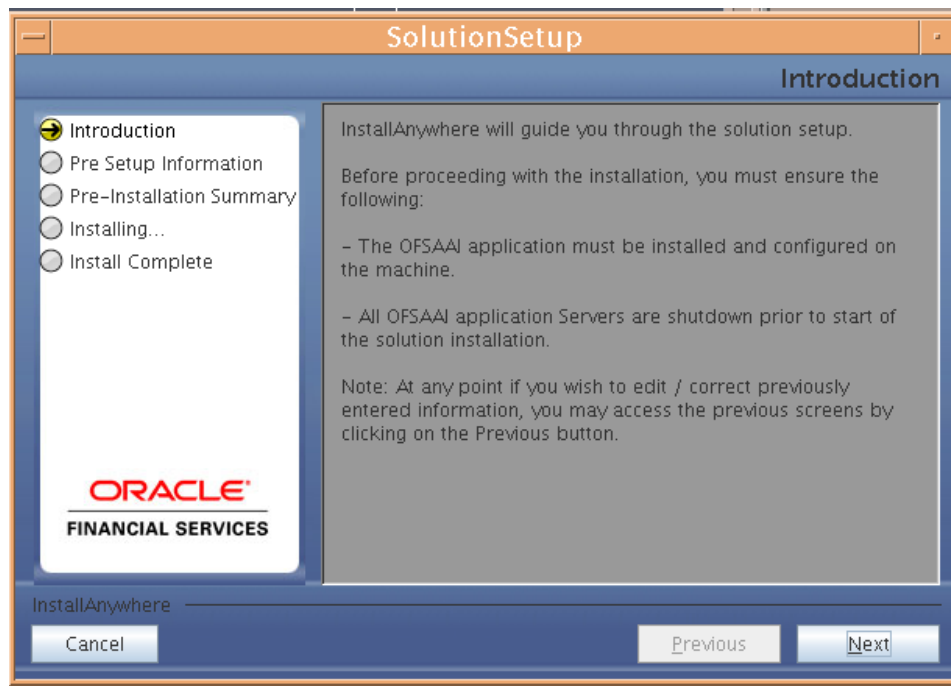 SolutionSetup
Introduction
Introduction
Pre Setup Information
Pre-Installation Summary
Installing...
Install Complete
ORACLE
FINANCIAL SERVICES
InstallAnywhere will guide you through the solution setup.
Before proceeding with the installation, you must ensure the
following:
- The OFSAAI application must be installed and configured on
the machine.
- All OFSAAI application Servers are shutdown prior to start of
the solution installation.
Note: At any point if you wish to edit / correct previously
entered information, you may access the previous screens by
clicking on the Previous button.
InstallAnywhere
Cancel
Previous
Next